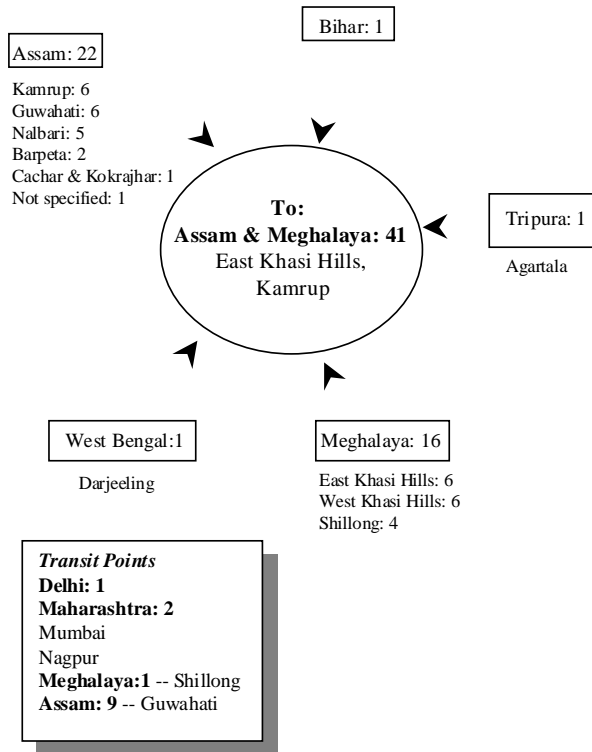 Bihar: 1
Assam: 22
Kamrup: 6
Guwahati: 6
Nalbari: 5
Barpeta: 2
Cachar & Kokrajhar: 1
Not specified: 1
To:
Assam & Meghalaya: 41
East Khasi Hills,
Kamrup
Tripura: 1
Agartala
West Bengal:1
Darjeeling
Meghalaya: 16
East Khasi Hills: 6
West Khasi Hills: 6
Shillong: 4
Transit Points
Delhi: 1
Maharashtra: 2
Mumbai
Nagpur
Meghalaya:1 -- Shillong
Assam: 9 -- Guwahati